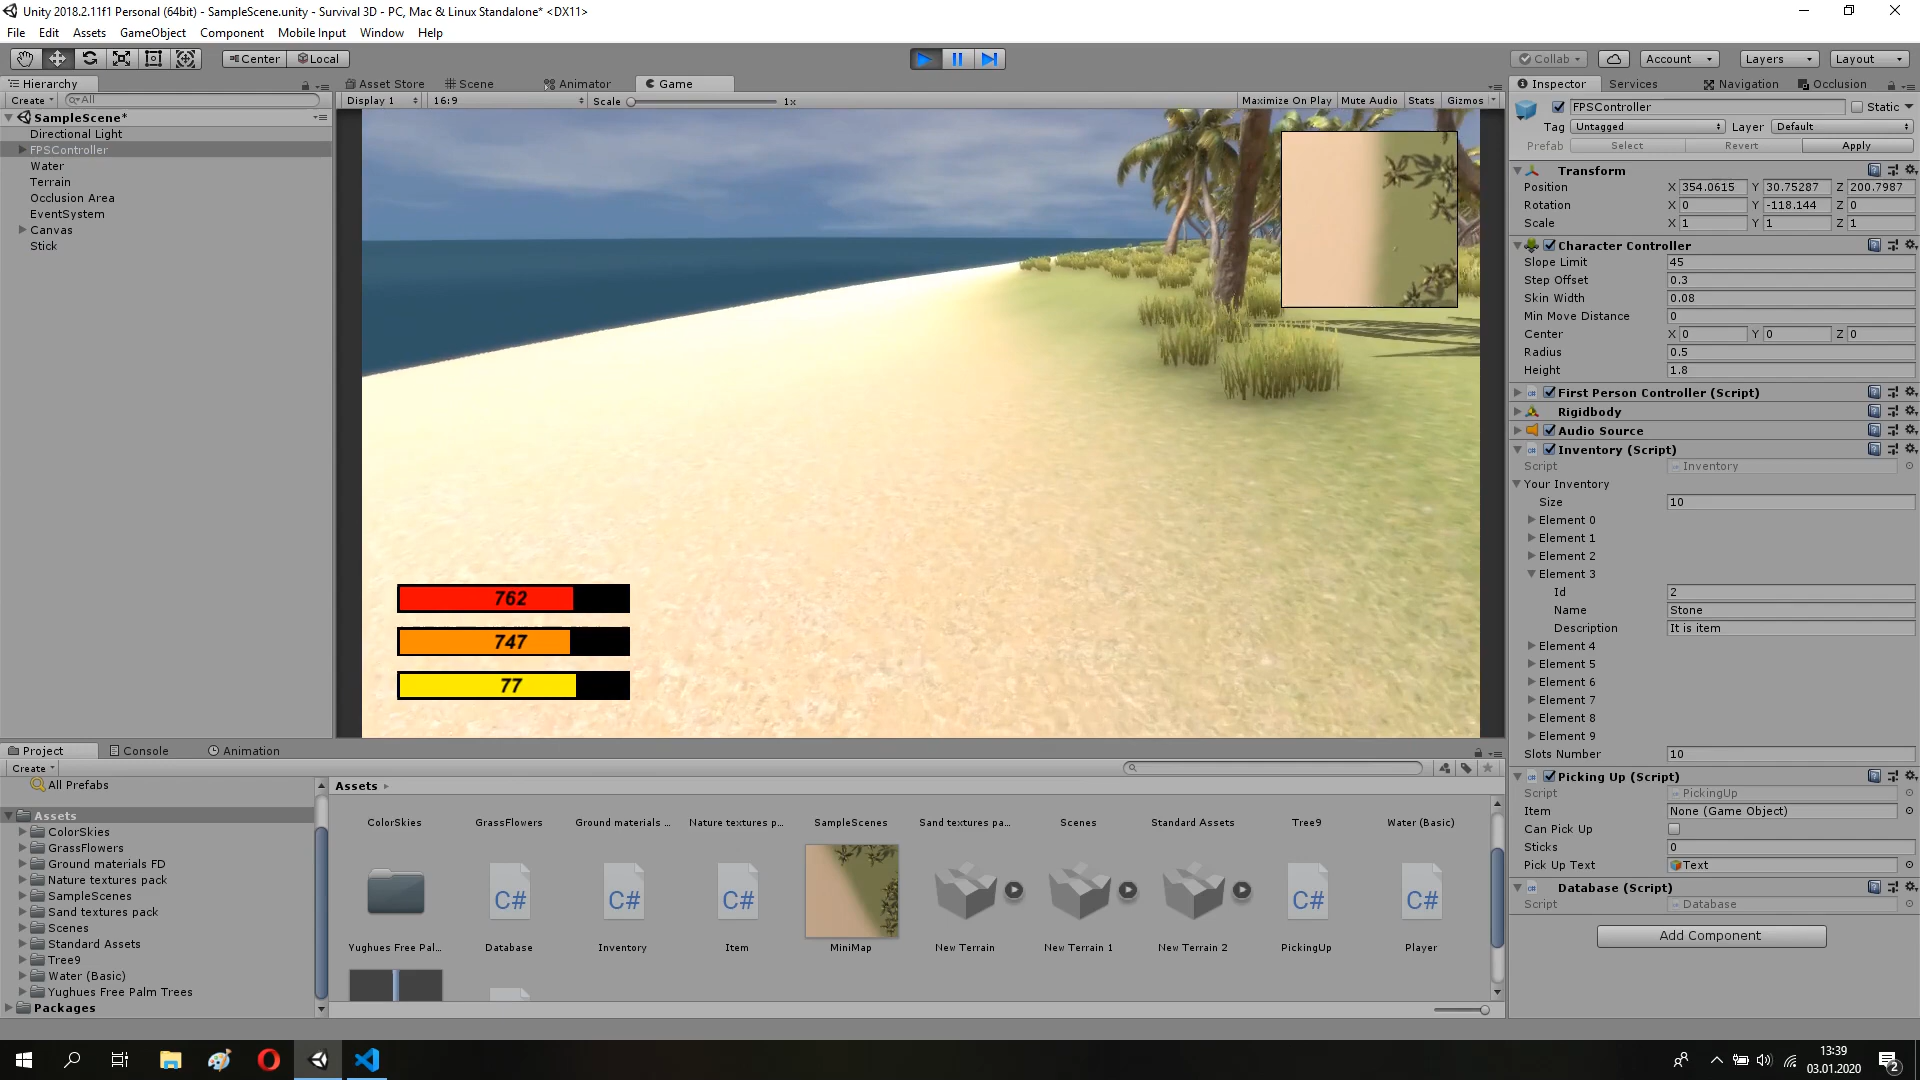 Unity 2018.2.11f1 Personal (64bit) - SampleScene.unity - Survival 3D - PC, Mac & Linux Standalone* <DX11>
File Edit Assets GameObject Component Mobile Input Window Help
Center Local
Collab Account Layers Layout
Hierarchy
Create All
SampleScene*
Directional Light
FPSController
Water
Terrain
Occlusion Area
EventSystem
Canvas
Stick
Asset Store Scene Animator Game
Display 1 16:9 Scale 1x Maximize On Play Mute Audio Stats Gizmos
762
747
77
Inspector Services Navigation Occlusion
FPSController Static
Tag Untagged Layer Default
Prefab Select Revert Apply
Transform
Position X 354.0615 Y 30.75287 Z 200.7987
Rotation X 0 Y -118.144 Z 0
Scale X 1 Y 1 Z 1
Character Controller
Slope Limit 45
Step Offset 0.3
Skin Width 0.08
Min Move Distance 0
Center X 0 Y 0 Z 0
Radius 0.5
Height 1.8
First Person Controller (Script)
Rigidbody
Audio Source
Inventory (Script)
Script Inventory
Your Inventory
Size 10
Element 0
Element 1
Element 2
Element 3
Id 2
Name Stone
Description It is item
Element 4
Element 5
Element 6
Element 7
Element 8
Element 9
Slots Number 10
Picking Up (Script)
Script PickingUp
Item None (Game Object)
Can Pick Up
Sticks 0
Pick Up Text Text
Database (Script)
Script Database
Add Component
Project Console Animation
Create
All Prefabs
Assets
ColorSkies
GrassFlowers
Ground materials FD
Nature textures pack
SampleScenes
Sand textures pack
Scenes
Standard Assets
Tree9
Water (Basic)
Yughues Free Palm Trees
Packages
Assets
ColorSkies GrassFlowers Ground materials ... Nature textures p... SampleScenes Sand textures pa... Scenes Standard Assets Tree9 Water (Basic)
C# C# C# C# C#
Yughues Free Pal... Database Inventory Item MiniMap New Terrain New Terrain 1 New Terrain 2 PickingUp Player
13:39
03.01.2020
2